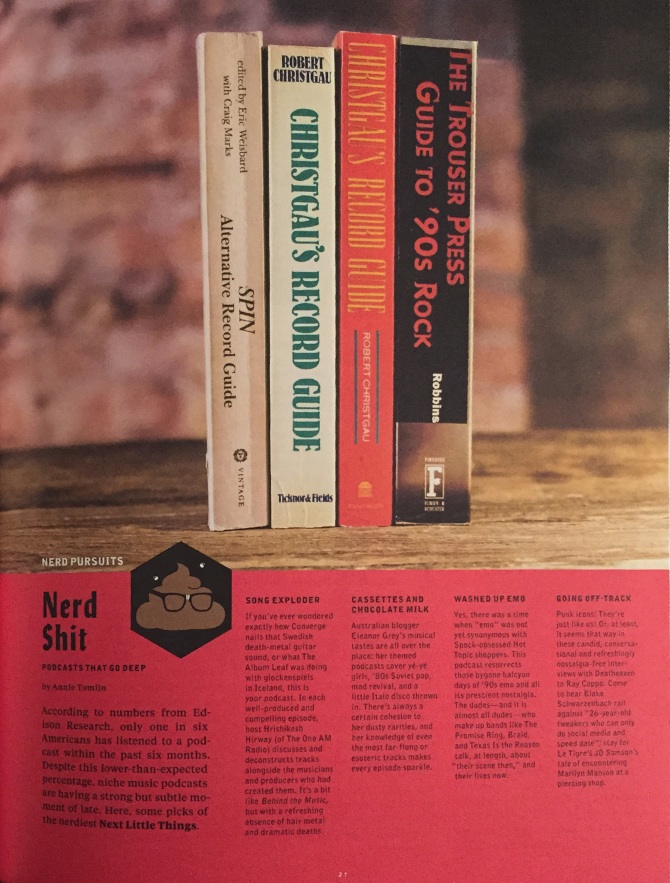 edited by Eric Weisbard
with Craig Marks
SPIN
Alternative Record Guide
VINTAGE
ROBERT
CHRISTGAU
CHRISTGAU'S RECORD GUIDE
Ticknor & Fields
CHRISTGAU'S RECORD GUIDE
ROBERT CHRISTGAU
THE TROUSER PRESS
GUIDE TO '90S ROCK
Robbins
FIRESIDE
F
NERD PURSUITS
Nerd
$hit
PODCASTS THAT GO DEEP
by Annie Tomlin
According to numbers from Ed-
ison Research, only one in six
Americans has listened to a pod-
cast within the past six months.
Despite this lower-than-expected
percentage, niche music podcasts
are having a strong but subtle mo-
ment of late. Here, some picks of
the nerdiest Next Little Things.
SONG EXPLODER
If you've ever wondered
exactly how Converge
nails that Swedish
death-metal guitar
sound, or what The
Album Leaf was doing
with glockenspiels
in Iceland, this is
your podcast. In each
well-produced and
compelling episode,
host Hrishikesh
Hirway (of The One AM
Radio) discusses and
deconstructs tracks
alongside the musicians
and producers who had
created them. It's a bit
like Behind the Music,
but with a refreshing
absence of hair metal
and dramatic deaths.
CASSETTES AND
CHOCOLATE MILK
Australian blogger
Eleanor Grey's musical
tastes are all over the
place: her themed
podcasts cover yé-yé
girls, '80s Soviet pop,
mod revival, and a
little Italo disco thrown
in. There's always a
certain cohesion to
her dusty rarities, and
her knowledge of even
the most far-flung or
esoteric tracks makes
every episode sparkle.
WASHED UP EMO
Yes, there was a time
when "emo" was not
yet synonymous with
Spock-obsessed Hot
Topic shoppers. This
podcast resurrects
those bygone halcyon
days of '90s emo and all
its prescient nostalgia.
The dudes—and it is
almost all dudes—who
make up bands like The
Promise Ring, Braid,
and Texas Is the Reason
talk, at length, about
"their scene then," and
their lives now.
GOING OFF TRACK
Punk icons: They're
just like us! Or, at least,
it seems that way in
these candid, conversa-
tional and refreshingly
nostalgia-free inter-
views with Deafheaven
to Ray Cappo. Come
to hear Blake
Schwarzenbach rail
against "26-year-old
tweakers who can only
do social media and
speed date"; stay for
Le Tigre's JD Samson's
tale of encountering
Marilyn Manson at a
piercing shop.
21